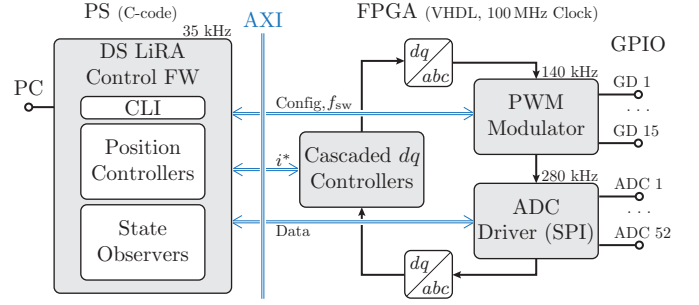 PS (C-code)
AXI
FPGA (VHDL, 100 MHz Clock)
35 kHz
GPIO
DS LiRA
Control FW
PC
CLI
Position
Controllers
State
Observers
Config, f_sw
i*
Data
dq
abc
Cascaded dq
Controllers
dq
abc
140 kHz
PWM
Modulator
280 kHz
ADC
Driver (SPI)
GD 1
. . .
GD 15
ADC 1
. . .
ADC 52